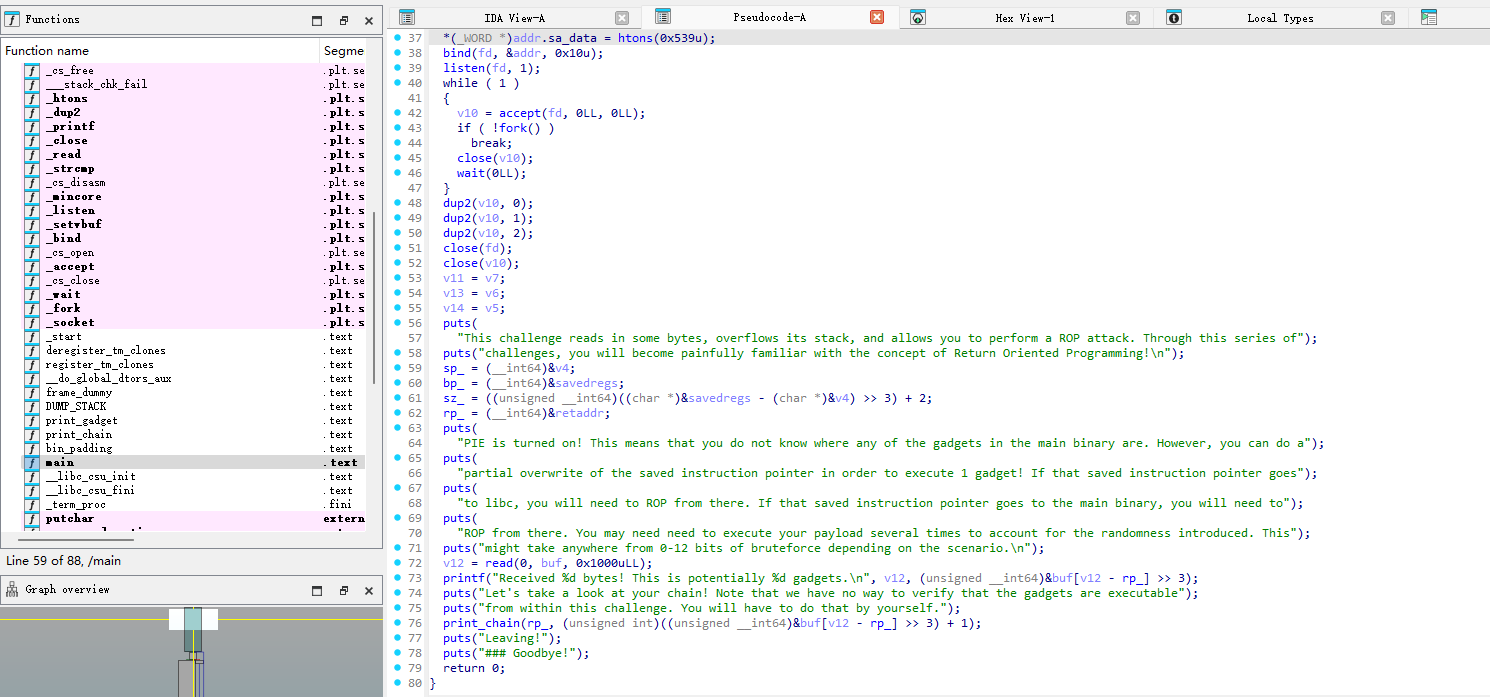 Functions
Function name Segme
f _cs_free .plt.se
f ___stack_chk_fail .plt.se
f _htons .plt.s
f _dup2 .plt.s
f _printf .plt.s
f _close .plt.s
f _read .plt.s
f _strcmp .plt.s
f _cs_disasm .plt.se
f _mincore .plt.s
f _listen .plt.s
f _setvbuf .plt.s
f _bind .plt.s
f _cs_open .plt.se
f _accept .plt.s
f _cs_close .plt.se
f _wait .plt.s
f _fork .plt.s
f _socket .plt.s
f _start .text
f deregister_tm_clones .text
f register_tm_clones .text
f __do_global_dtors_aux .text
f frame_dummy .text
f DUMP_STACK .text
f print_gadget .text
f print_chain .text
f bin_padding .text
f main .text
f __libc_csu_init .text
f __libc_csu_fini .text
f _term_proc .fini
f putchar extern
Line 59 of 88, /main
Graph overview
IDA View-A Pseudocode-A Hex View-1 Local Types
37 *(_WORD *)addr.sa_data = htons(0x539u);
38 bind(fd, &addr, 0x10u);
39 listen(fd, 1);
40 while ( 1 )
41 {
42 v10 = accept(fd, 0LL, 0LL);
43 if ( !fork() )
44 break;
45 close(v10);
46 wait(0LL);
47 }
48 dup2(v10, 0);
49 dup2(v10, 1);
50 dup2(v10, 2);
51 close(fd);
52 close(v10);
53 v11 = v7;
54 v13 = v6;
55 v14 = v5;
56 puts(
57 "This challenge reads in some bytes, overflows its stack, and allows you to perform a ROP attack. Through this series of");
58 puts("challenges, you will become painfully familiar with the concept of Return Oriented Programming!\n");
59 sp_ = (__int64)&v4;
60 bp_ = (__int64)&savedregs;
61 sz_ = ((unsigned __int64)((char *)&savedregs - (char *)&v4) >> 3) + 2;
62 rp_ = (__int64)&retaddr;
63 puts(
64 "PIE is turned on! This means that you do not know where any of the gadgets in the main binary are. However, you can do a");
65 puts(
66 "partial overwrite of the saved instruction pointer in order to execute 1 gadget! If that saved instruction pointer goes");
67 puts(
68 "to libc, you will need to ROP from there. If that saved instruction pointer goes to the main binary, you will need to");
69 puts(
70 "ROP from there. You may need need to execute your payload several times to account for the randomness introduced. This");
71 puts("might take anywhere from 0-12 bits of bruteforce depending on the scenario.\n");
72 v12 = read(0, buf, 0x1000uLL);
73 printf("Received %d bytes! This is potentially %d gadgets.\n", v12, (unsigned __int64)&buf[v12 - rp_] >> 3);
74 puts("Let's take a look at your chain! Note that we have no way to verify that the gadgets are executable");
75 puts("from within this challenge. You will have to do that by yourself.");
76 print_chain(rp_, (unsigned int)((unsigned __int64)&buf[v12 - rp_] >> 3) + 1);
77 puts("Leaving!");
78 puts("### Goodbye!");
79 return 0;
80 }